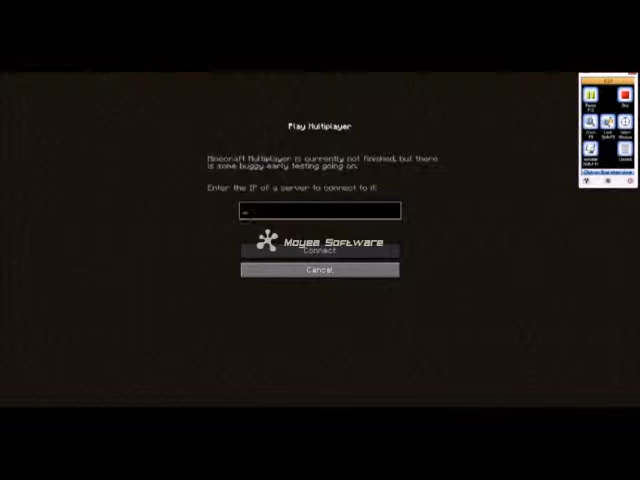 Play Multiplayer
Minecraft Multiplayer is currently not finished, but there
is some buggy early testing going on.
Enter the IP of a server to connect to it:
_
Moyea Software
Connect
Cancel